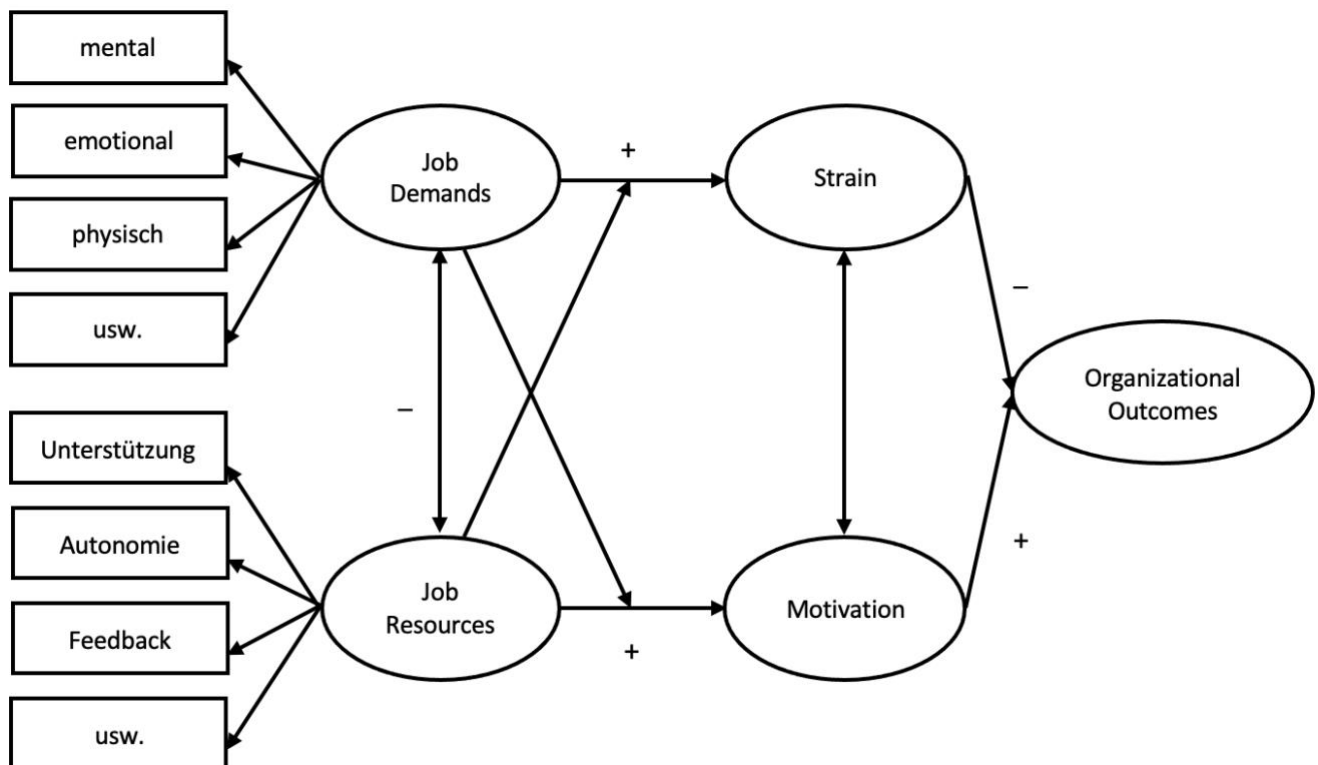 mental
emotional
physisch
usw.
Unterstützung
Autonomie
Feedback
usw.
Job
Demands
Job
Resources
+
–
+
Strain
Motivation
–
+
Organizational
Outcomes